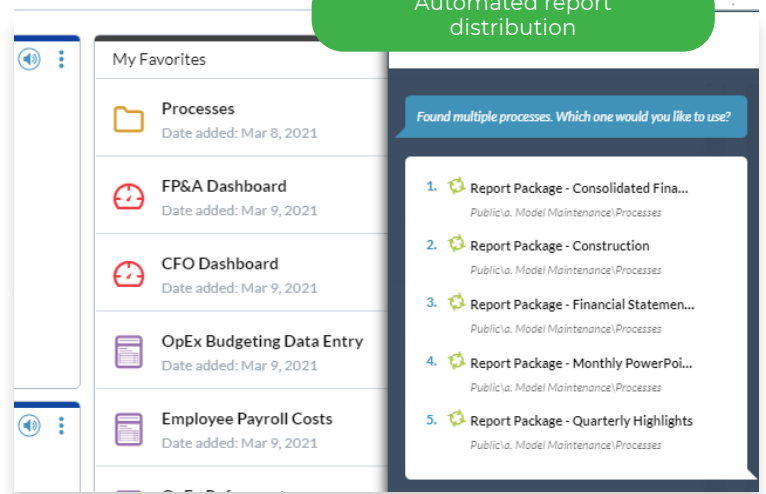 Automated report
distribution
My Favorites
Processes
Date added: Mar 8, 2021
FP&A Dashboard
Date added: Mar 9, 2021
CFO Dashboard
Date added: Mar 9, 2021
OpEx Budgeting Data Entry
Date added: Mar 9, 2021
Employee Payroll Costs
Date added: Mar 9, 2021
Found multiple processes. Which one would you like to use?
1. Report Package - Consolidated Fina...
Public\a. Model Maintenance\Processes
2. Report Package - Construction
Public\a. Model Maintenance\Processes
3. Report Package - Financial Statemen...
Public\a. Model Maintenance\Processes
4. Report Package - Monthly PowerPoi...
Public\a. Model Maintenance\Processes
5. Report Package - Quarterly Highlights
Public\a. Model Maintenance\Processes